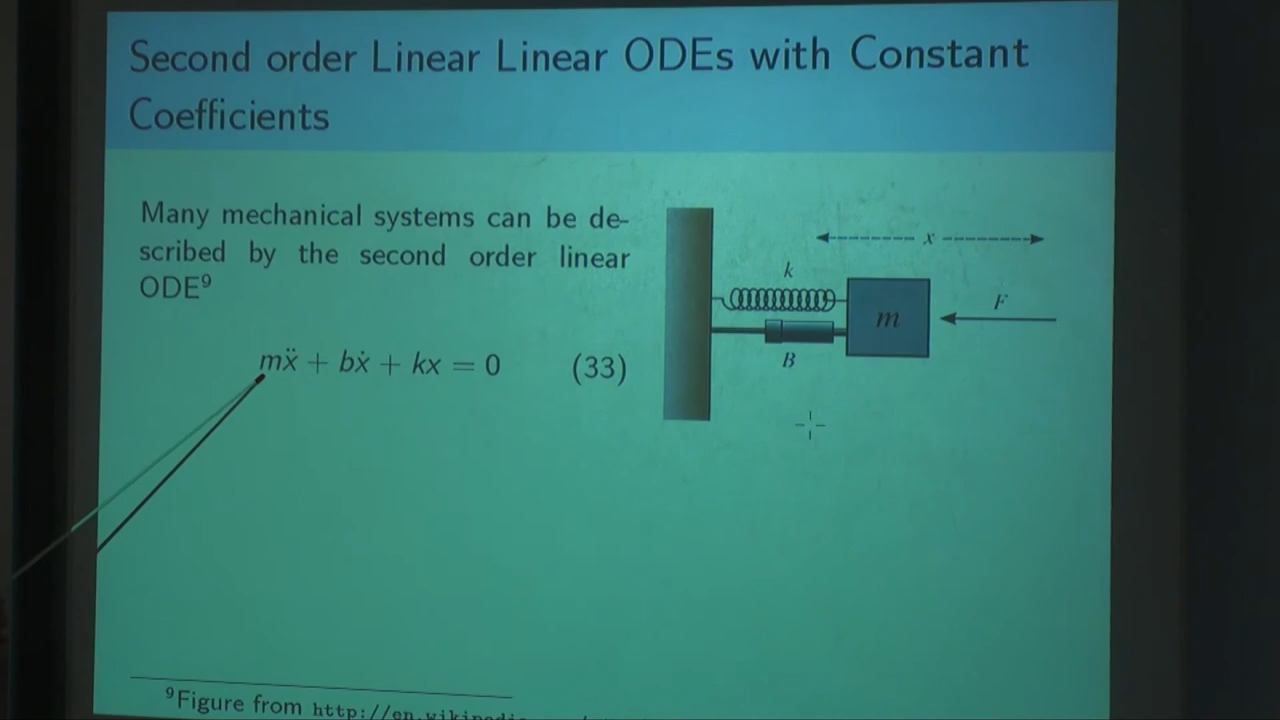 Second order Linear Linear ODEs with Constant
Coefficients
Many mechanical systems can be de-
scribed by the second order linear
ODE⁹
mẍ + bẋ + kx = 0 (33)
x
k
m
F
B
⁹Figure from http://en.wikipedia